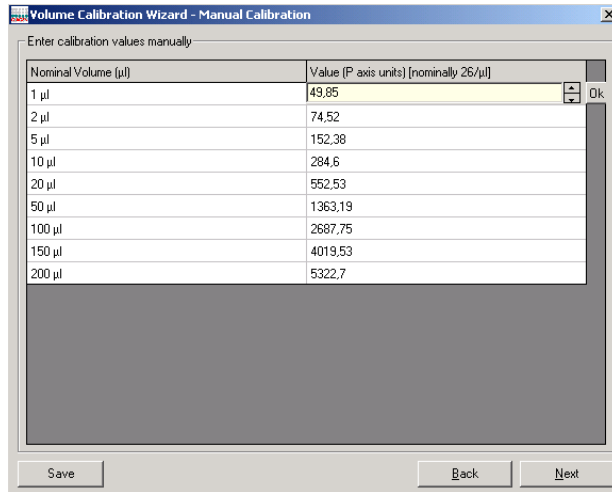 Volume Calibration Wizard - Manual Calibration
Enter calibration values manually
Nominal Volume (µl) Value (P axis units) [nominally 26/µl]
1 µl 49,85 Ok
2 µl 74,52
5 µl 152,38
10 µl 284,6
20 µl 552,53
50 µl 1363,19
100 µl 2687,75
150 µl 4019,53
200 µl 5322,7
Save Back Next